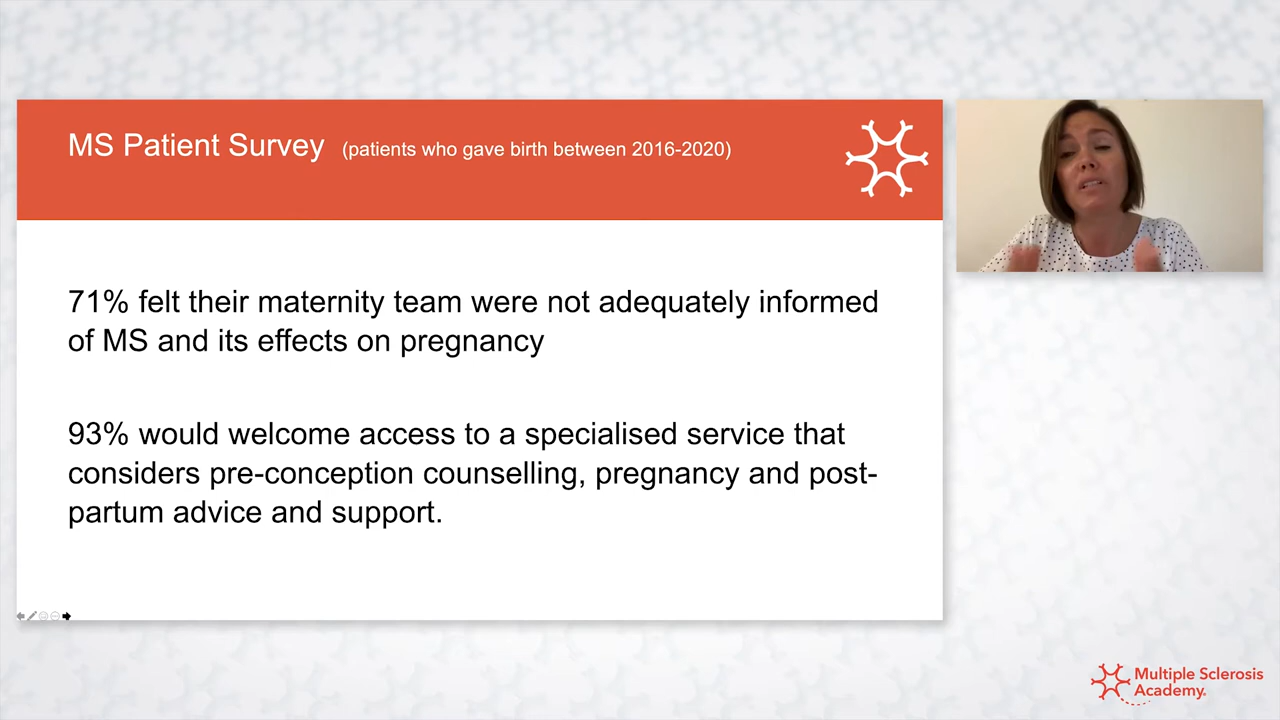 MS Patient Survey (patients who gave birth between 2016-2020)
71% felt their maternity team were not adequately informed
of MS and its effects on pregnancy
93% would welcome access to a specialised service that
considers pre-conception counselling, pregnancy and post-
partum advice and support.
Multiple Sclerosis
Academy.